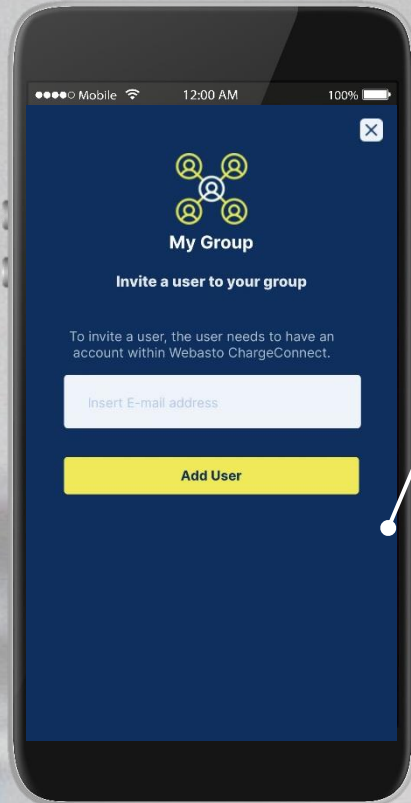 Mobile 12:00 AM 100%
My Group
Invite a user to your group
To invite a user, the user needs to have an
account within Webasto ChargeConnect.
Insert E-mail address
Add User